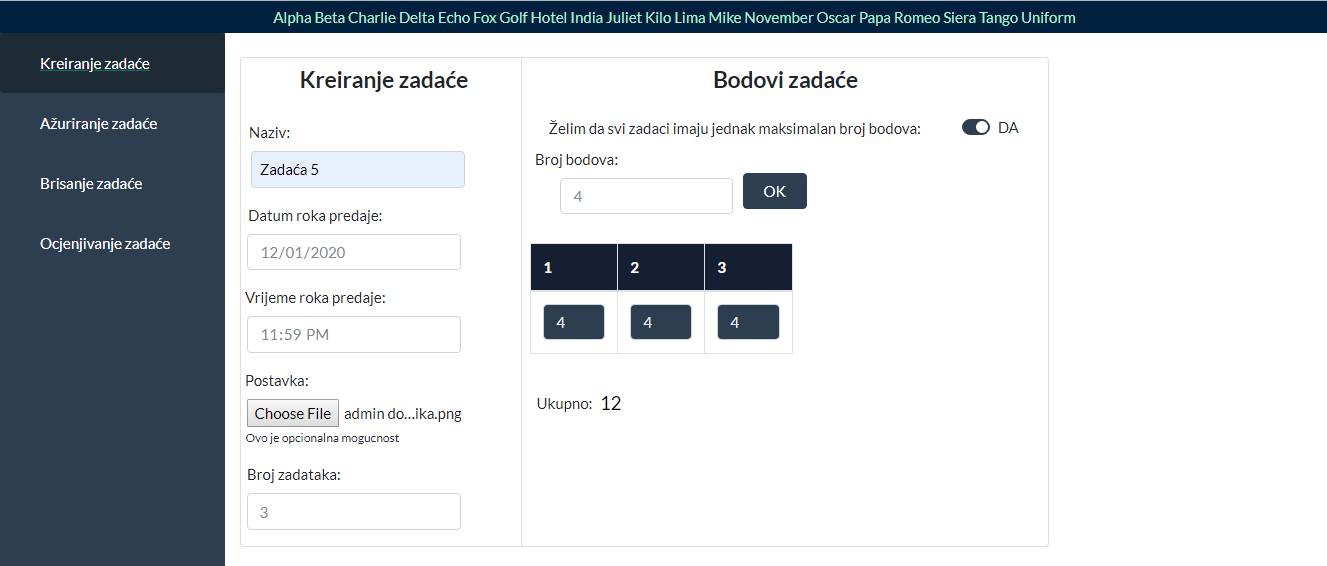 Alpha Beta Charlie Delta Echo Fox Golf Hotel India Juliet Kilo Lima Mike November Oscar Papa Romeo Siera Tango Uniform
Kreiranje zadaće
Ažuriranje zadaće
Brisanje zadaće
Ocjenjivanje zadaće
Kreiranje zadaće
Naziv:
Zadaća 5
Datum roka predaje:
12/01/2020
Vrijeme roka predaje:
11:59 PM
Postavka:
Choose File admin do...ika.png
Ovo je opcionalna mogucnost
Broj zadataka:
3
Bodovi zadaće
Želim da svi zadaci imaju jednak maksimalan broj bodova: DA
Broj bodova:
4 OK
1 2 3
4 4 4
Ukupno: 12